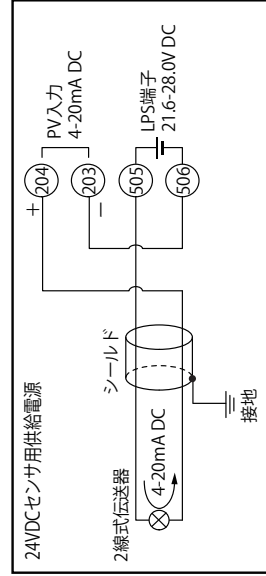 24VDCセンサ用供給電源
PV入力
4-20mA DC
+
204
−
203
LPS端子
21.6-28.0V DC
505
506
シールド
2線式伝送器
4-20mA DC
接地